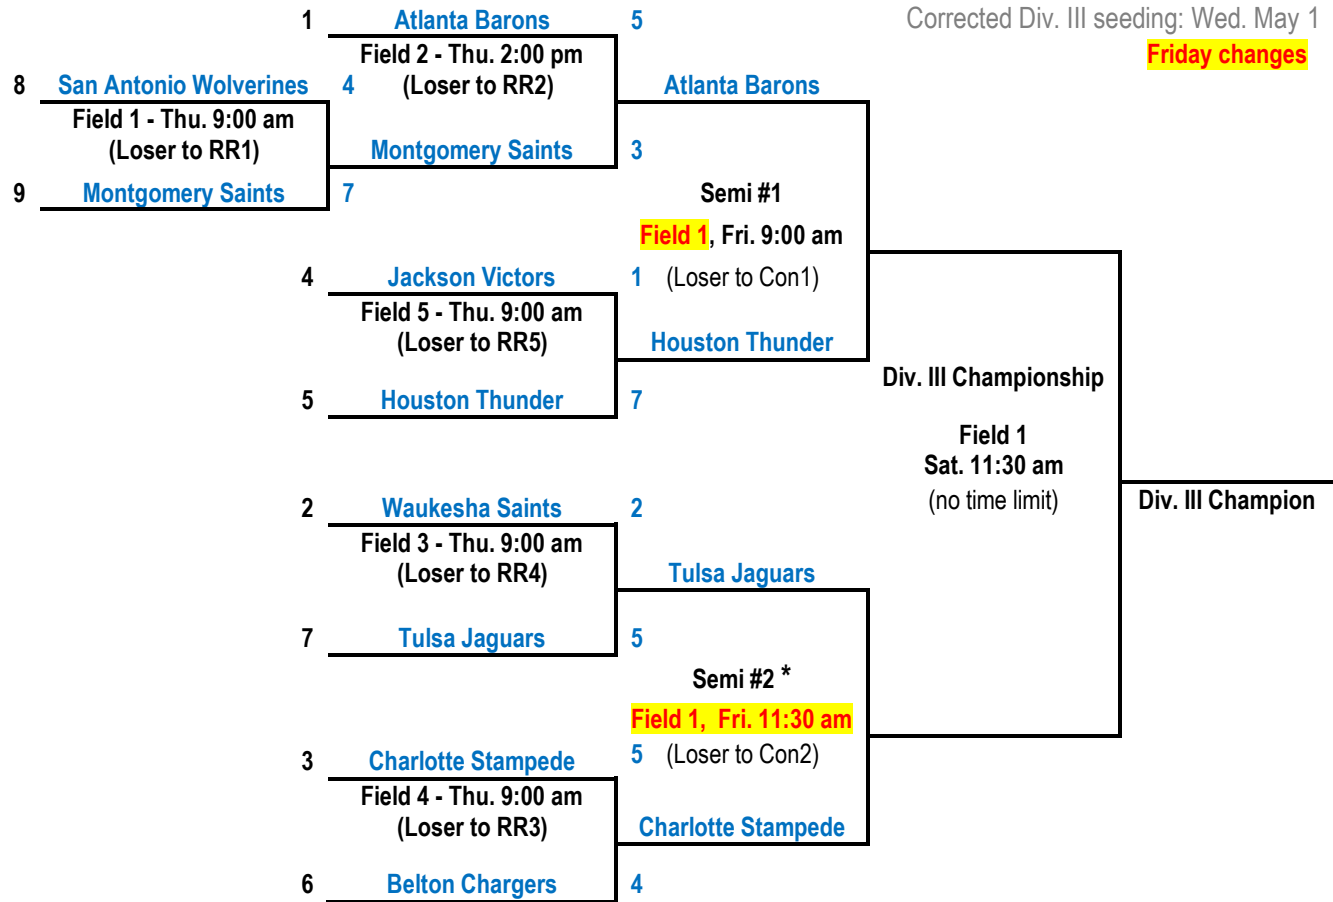 1 Atlanta Barons 5 Corrected Div. III seeding: Wed. May 1
Field 2 - Thu. 2:00 pm Friday changes
8 San Antonio Wolverines 4 (Loser to RR2) Atlanta Barons
Field 1 - Thu. 9:00 am
(Loser to RR1) Montgomery Saints 3
9 Montgomery Saints 7 Semi #1
Field 1, Fri. 9:00 am
4 Jackson Victors 1 (Loser to Con1)
Field 5 - Thu. 9:00 am
(Loser to RR5) Houston Thunder
Div. III Championship
5 Houston Thunder 7
Field 1
Sat. 11:30 am
2 Waukesha Saints 2 (no time limit) Div. III Champion
Field 3 - Thu. 9:00 am
(Loser to RR4) Tulsa Jaguars
7 Tulsa Jaguars 5
Semi #2 *
Field 1, Fri. 11:30 am
3 Charlotte Stampede 5 (Loser to Con2)
Field 4 - Thu. 9:00 am
(Loser to RR3) Charlotte Stampede
6 Belton Chargers 4